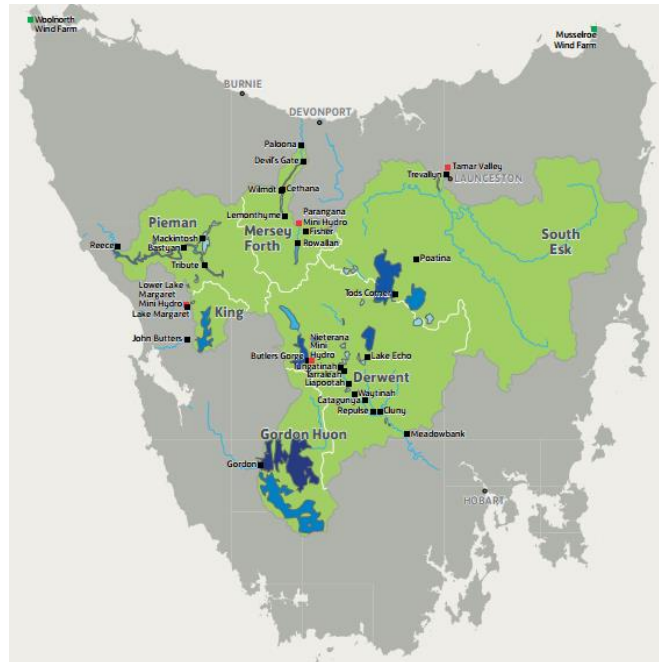 Woolnorth
Wind Farm
Musselroe
Wind Farm
BURNIE
DEVONPORT
Paloona
Devil's Gate
Tamar Valley
Trevallyn
LAUNCESTON
Wilmot
Cethana
Lemonthyme
Parangana
Mini Hydro
Fisher
Rowallan
Mersey
Forth
Pieman
Mackintosh
Bastyan
Reece
Tribute
South
Esk
Poatina
Tods Corner
Lower Lake
Margaret
Mini Hydro
Lake Margaret
King
John Butters
Nieterana
Mini
Hydro
Butlers Gorge
Lake Echo
Tungatinah
Tarraleah
Liapootah
Derwent
Waytinah
Catagunya
Repulse
Cluny
Meadowbank
Gordon Huon
Gordon
HOBART